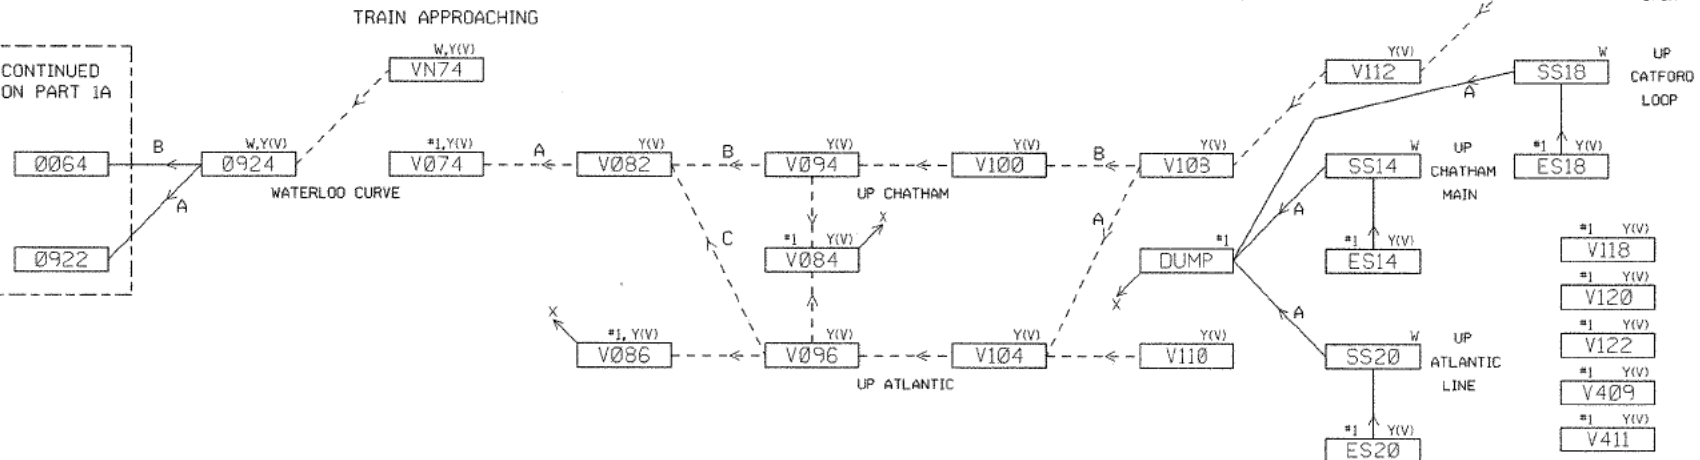 TRAIN APPROACHING
W,Y(V)
VN74
CONTINUED
ON PART 1A
Y(V)
V112
W
SS18
UP
CATFORD
LOOP
A
B
0064
W,Y(V)
0924
WATERLOO CURVE
A
0922
#1,Y(V)
V074
A
Y(V)
V082
B
Y(V)
V094
UP CHATHAM
Y(V)
V100
B
Y(V)
V103
W
SS14
UP
CHATHAM
MAIN
#1 Y(V)
ES18
A
A
C
#1 Y(V)
V084
X
#1
DUMP
X
#1 Y(V)
ES14
#1 Y(V)
V118
#1 Y(V)
V120
#1 Y(V)
V122
#1 Y(V)
V409
#1 Y(V)
V411
X
#1, Y(V)
V086
Y(V)
V096
UP ATLANTIC
Y(V)
V104
Y(V)
V110
A
W
SS20
UP
ATLANTIC
LINE
#1 Y(V)
ES20